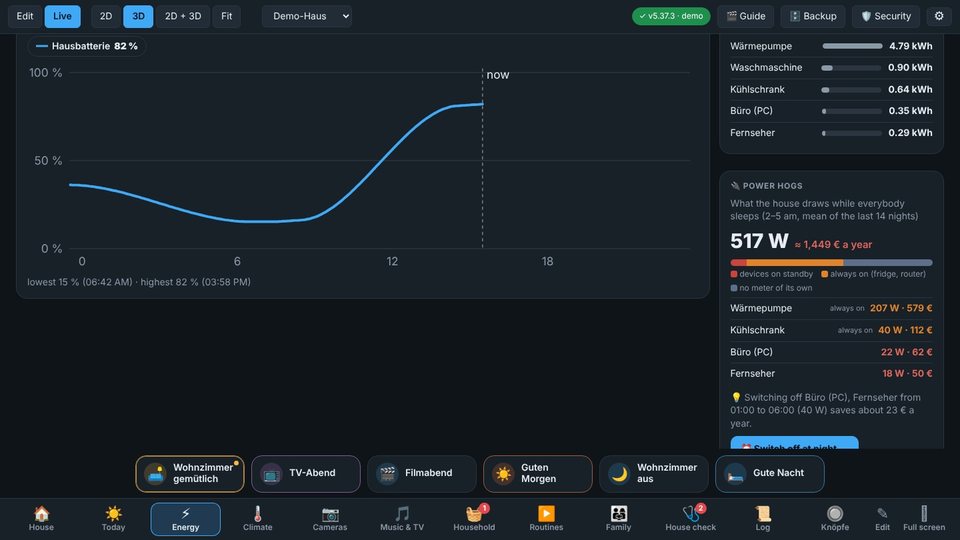 Edit Live 2D 3D 2D + 3D Fit Demo-Haus ✓ v5.37.3 · demo Guide Backup Security
Hausbatterie 82 %
100 %
now
50 %
0 %
0 6 12 18
lowest 15 % (06:42 AM) · highest 82 % (03:58 PM)
Wärmepumpe 4.79 kWh
Waschmaschine 0.90 kWh
Kühlschrank 0.64 kWh
Büro (PC) 0.35 kWh
Fernseher 0.29 kWh
POWER HOGS
What the house draws while everybody
sleeps (2–5 am, mean of the last 14 nights)
517 W ≈ 1,449 € a year
devices on standby always on (fridge, router)
no meter of its own
Wärmepumpe always on 207 W · 579 €
Kühlschrank always on 40 W · 112 €
Büro (PC) 22 W · 62 €
Fernseher 18 W · 50 €
Switching off Büro (PC), Fernseher from
01:00 to 06:00 (40 W) saves about 23 € a
year.
Switch off at night
Wohnzimmer
gemütlich
TV-Abend
Filmabend
Guten
Morgen
Wohnzimmer
aus
Gute Nacht
1 2
House Today Energy Climate Cameras Music & TV Household Routines Family House check Log Knöpfe Edit Full screen